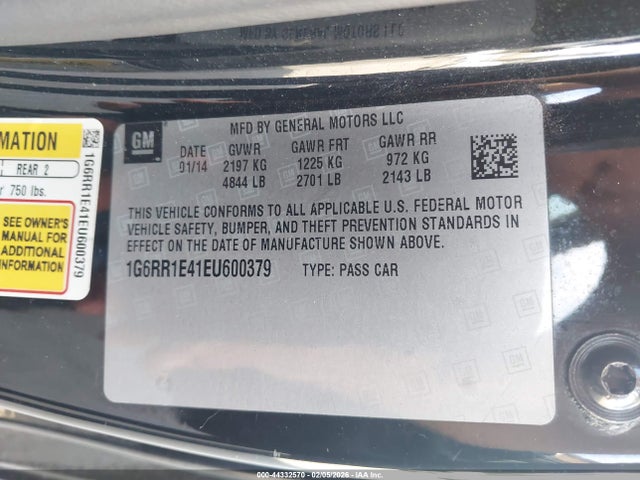 GM
MFD BY GENERAL MOTORS LLC
DATE GVWR GAWR FRT GAWR RR
01/14 2197 KG 1225 KG 972 KG
4844 LB 2701 LB 2143 LB
THIS VEHICLE CONFORMS TO ALL APPLICABLE U.S. FEDERAL MOTOR
VEHICLE SAFETY, BUMPER, AND THEFT PREVENTION STANDARDS IN
EFFECT ON THE DATE OF MANUFACTURE SHOWN ABOVE.
1G6RR1E41EU600379 TYPE: PASS CAR
REAR 2
750 lbs.
SEE OWNER'S
MANUAL FOR
ADDITIONAL
INFORMATION
1G6RR1E41EU600379
000-44332570 - 02/05/2026 - IAAI Company